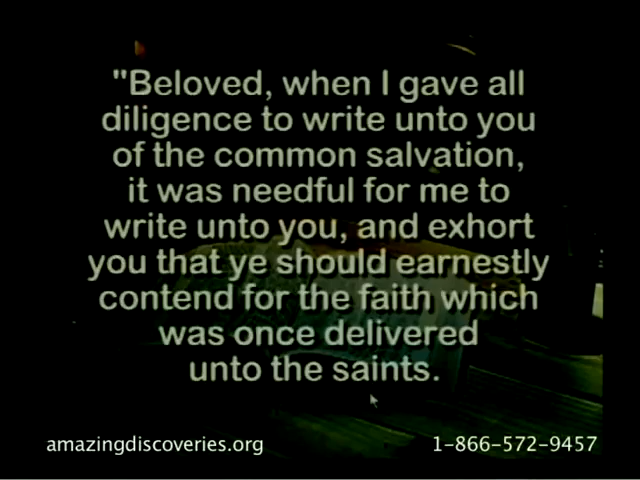 "Beloved, when I gave all
diligence to write unto you
of the common salvation,
it was needful for me to
write unto you, and exhort
you that ye should earnestly
contend for the faith which
was once delivered
unto the saints.
amazingdiscoveries.org
1-866-572-9457